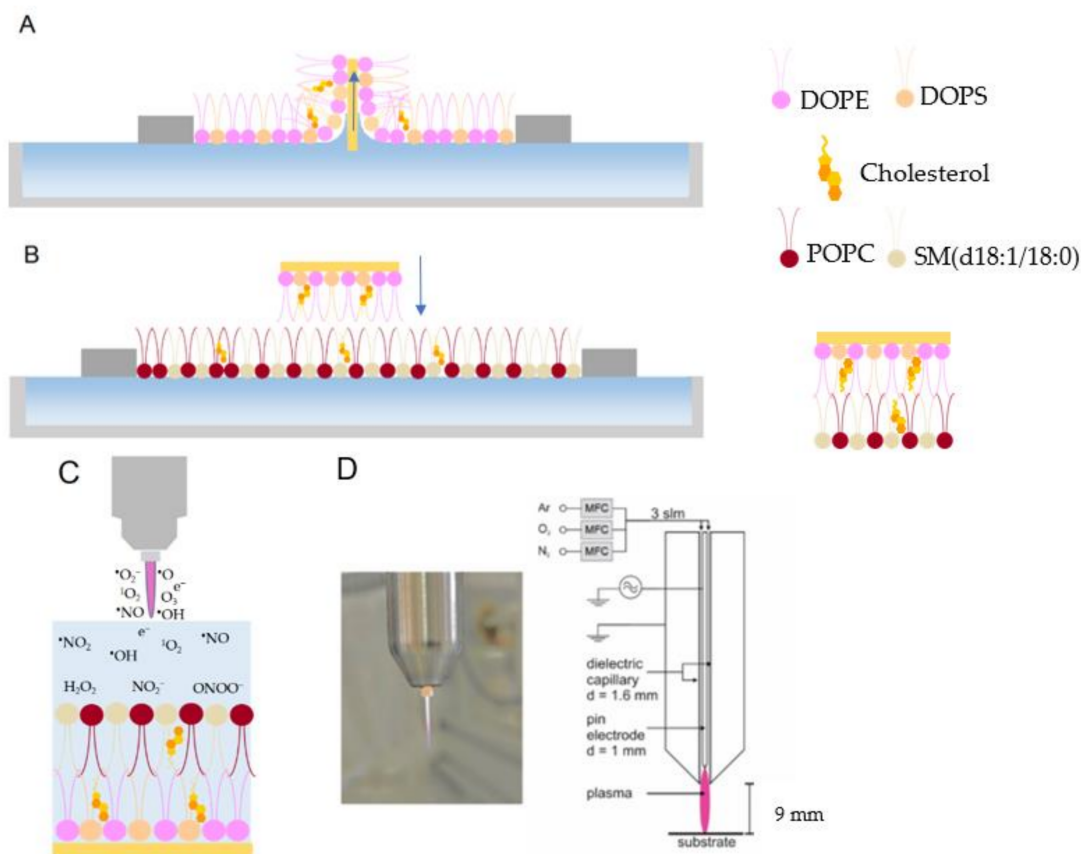 A
DOPE
DOPS
Cholesterol
POPC
SM(d18:1/18:0)
B
C
•O₂⁻
•O
¹O₂
e⁻
O₃
•NO
•OH
e⁻
•NO₂
•OH
¹O₂
•NO
H₂O₂
NO₂⁻
ONOO⁻
D
Ar
MFC
3 slm
O₂
MFC
N₂
MFC
dielectric
capillary
d = 1.6 mm
pin
electrode
d = 1 mm
plasma
9 mm
substrate